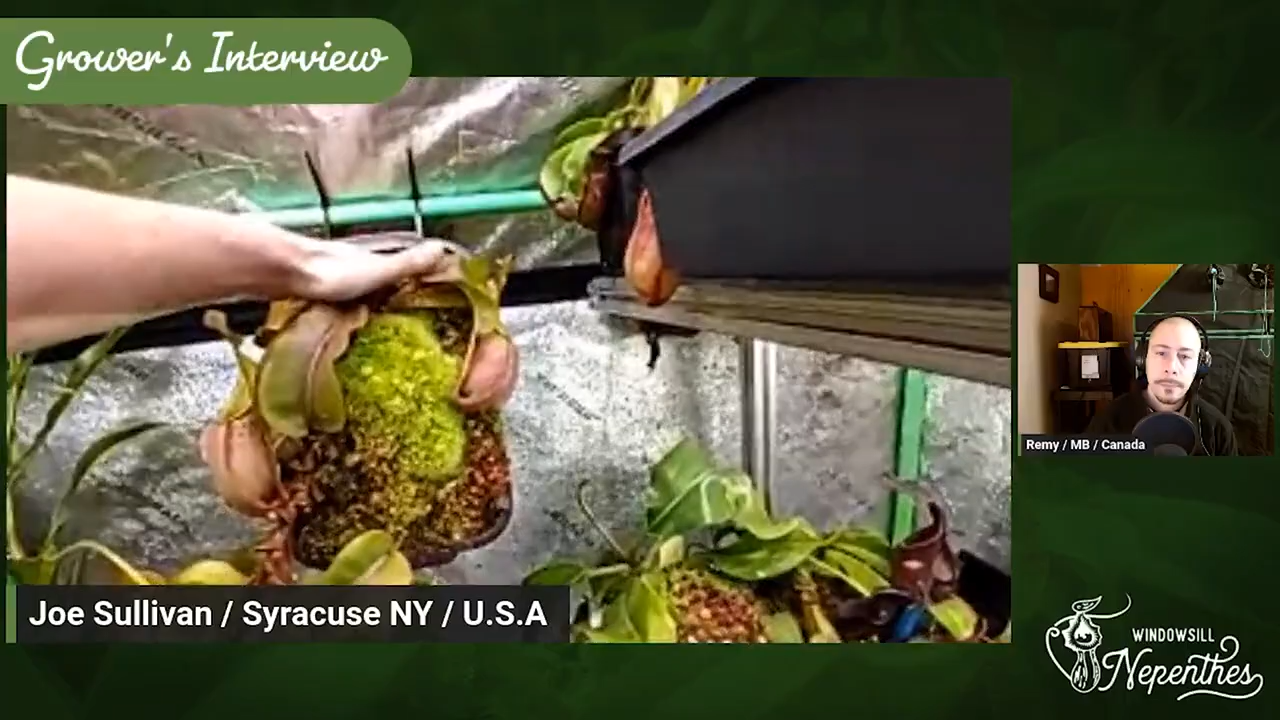 Grower's Interview
Joe Sullivan / Syracuse NY / U.S.A
Remy / MB / Canada
WINDOWSILL
Nepenthes